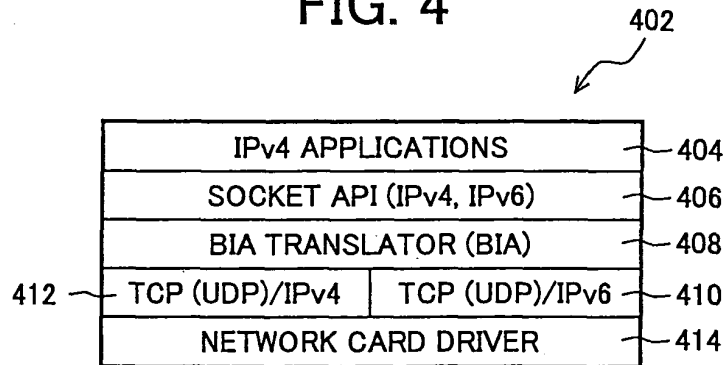 FIG. 4
402
IPv4 APPLICATIONS 404
SOCKET API (IPv4, IPv6) 406
BIA TRANSLATOR (BIA) 408
412 TCP (UDP)/IPv4 TCP (UDP)/IPv6 410
NETWORK CARD DRIVER 414